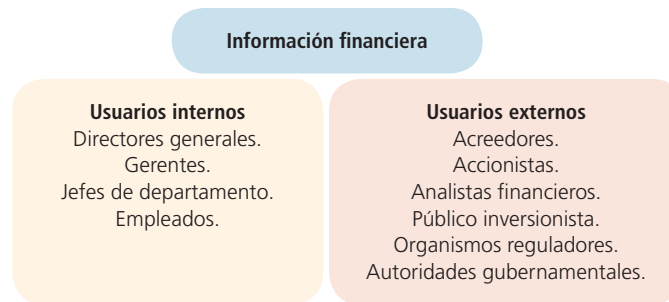 Información financiera
Usuarios internos
Directores generales.
Gerentes.
Jefes de departamento.
Empleados.
Usuarios externos
Acreedores.
Accionistas.
Analistas financieros.
Público inversionista.
Organismos reguladores.
Autoridades gubernamentales.